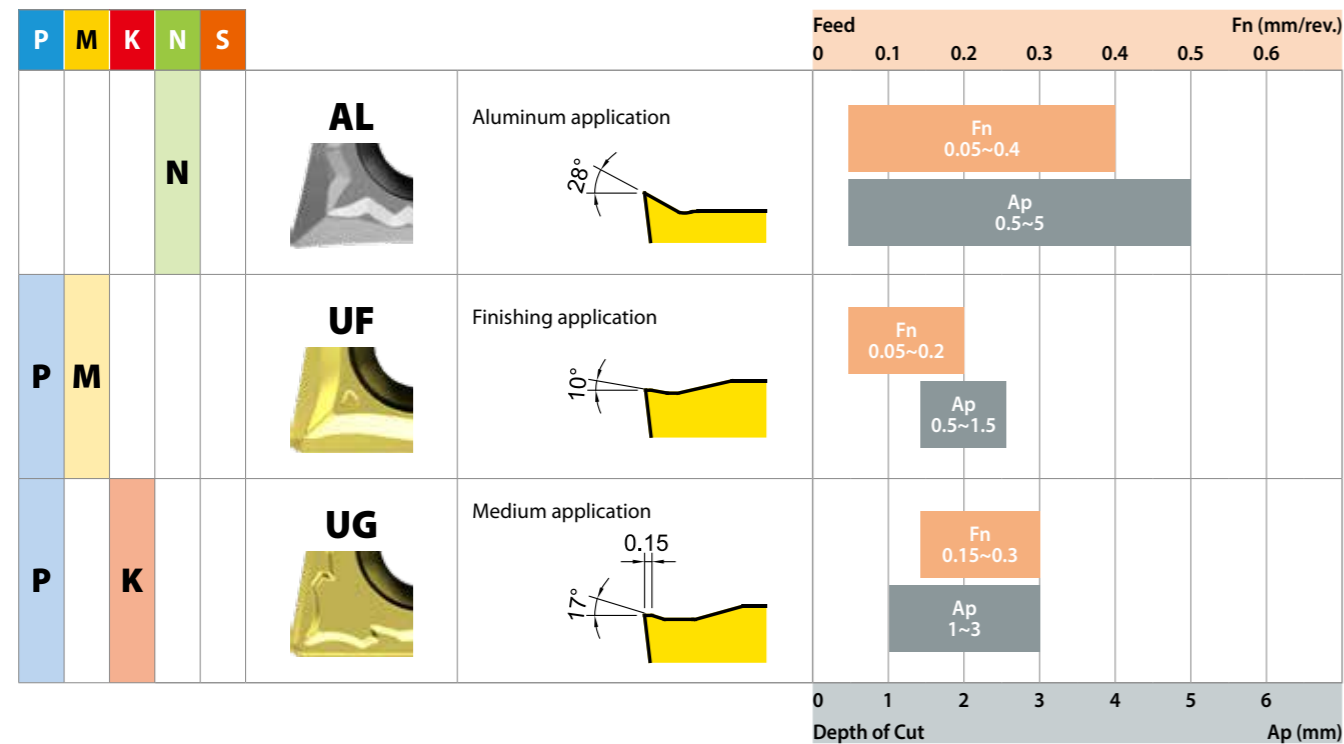 P M K N S
Feed Fn (mm/rev.)
0 0.1 0.2 0.3 0.4 0.5 0.6
N
AL
Aluminum application
28°
Fn
0.05~0.4
Ap
0.5~5
P M
UF
Finishing application
10°
Fn
0.05~0.2
Ap
0.5~1.5
P K
UG
Medium application
0.15
17°
Fn
0.15~0.3
Ap
1~3
0 1 2 3 4 5 6
Depth of Cut Ap (mm)